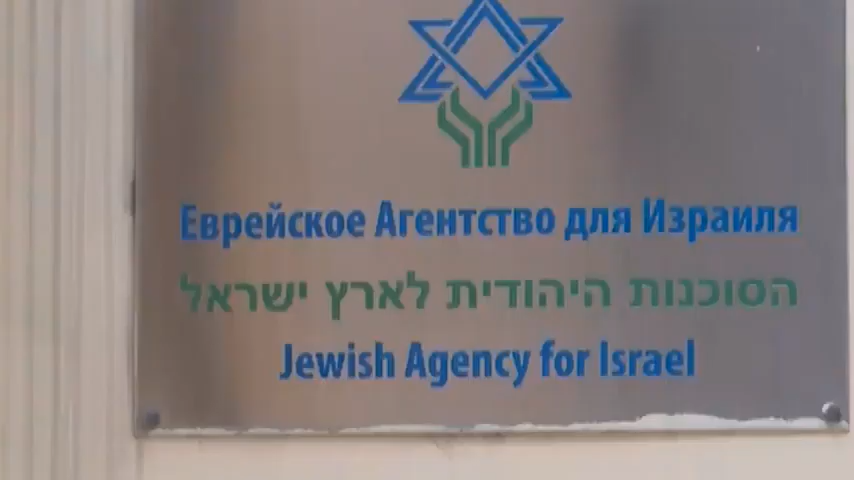 Еврейское Агентство для Израиля
הסוכנות היהודית לארץ ישראל
Jewish Agency for Israel